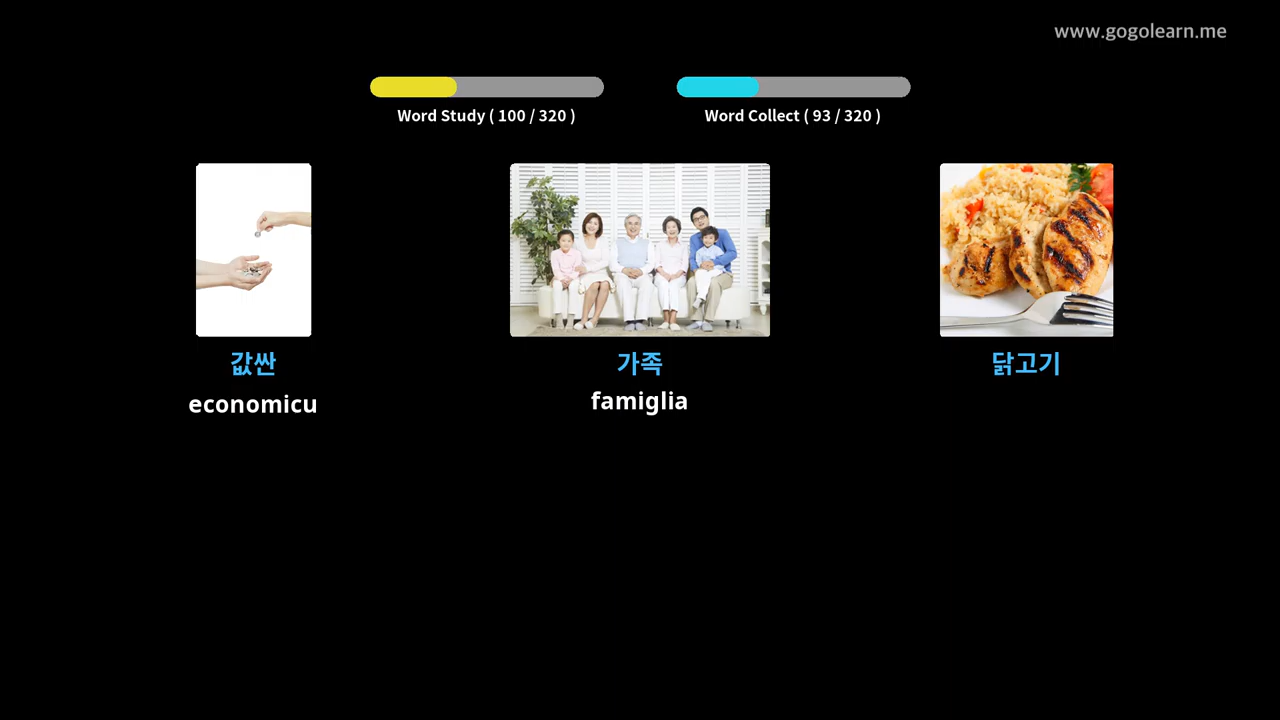 www.gogolearn.me
Word Study ( 100 / 320 )
Word Collect ( 93 / 320 )
값싼
economicu
가족
famiglia
닭고기